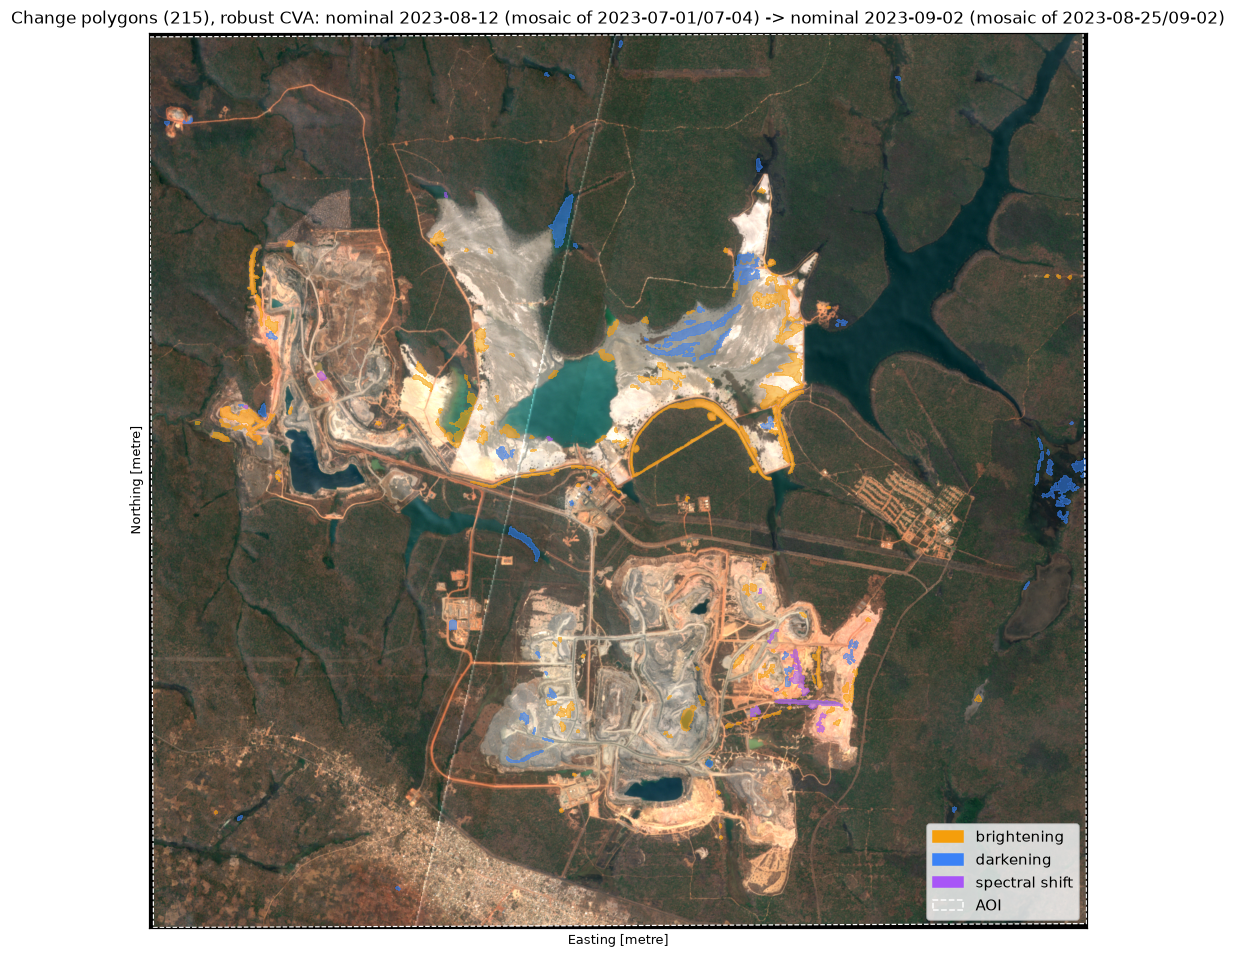 Change polygons (215), robust CVA: nominal 2023-08-12 (mosaic of 2023-07-01/07-04) -> nominal 2023-09-02 (mosaic of 2023-08-25/09-02)
Northing [metre]
brightening
darkening
spectral shift
AOI
Easting [metre]